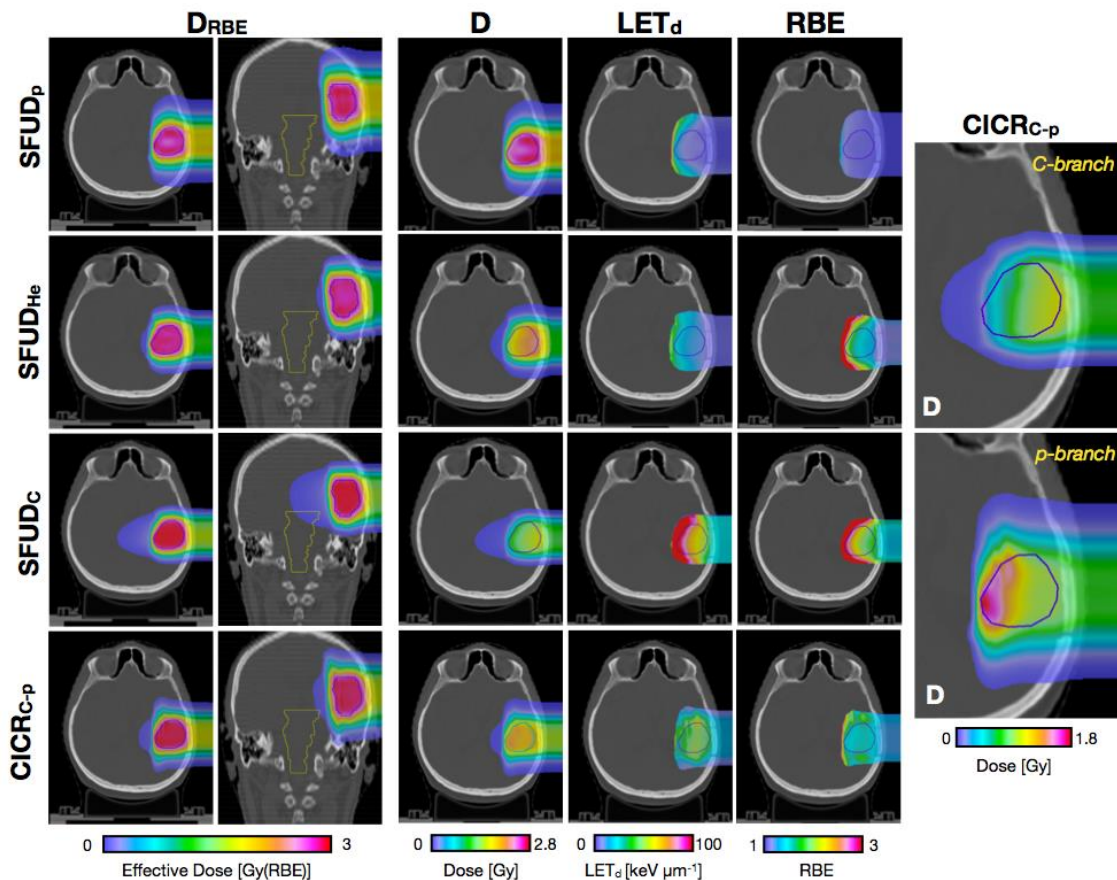 DRBE D LETd RBE
SFUDp
CICRC-p
C-branch
D
SFUDHe
SFUDC
p-branch
D
CICRC-p
0 1.8
Dose [Gy]
0 3
Effective Dose [Gy(RBE)]
0 2.8
Dose [Gy]
0 100
LETd [keV µm⁻¹]
1 3
RBE